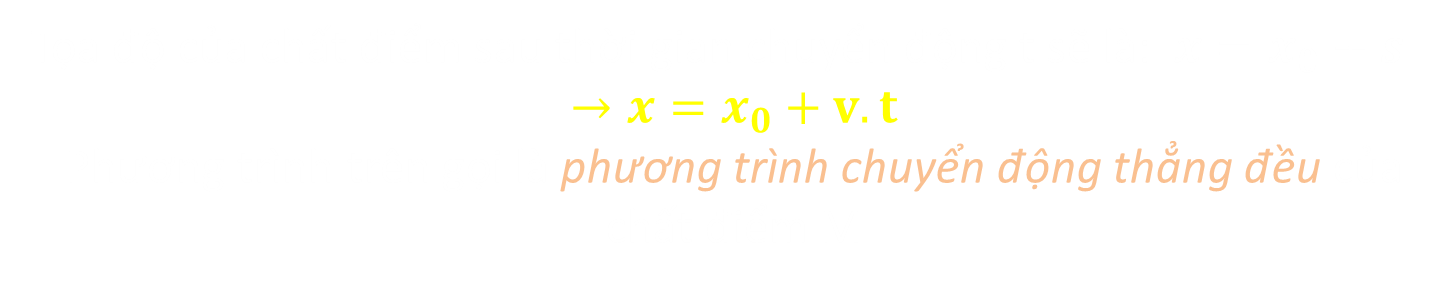 → x = x₀ + v.t
phương trình chuyển động thẳng đều